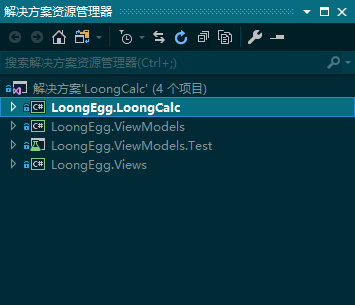 解决方案资源管理器
搜索解决方案资源管理器(Ctrl+;)
解决方案'LoongCalc' (4 个项目)
C# LoongEgg.LoongCalc
C# LoongEgg.ViewModels
LoongEgg.ViewModels.Test
C# LoongEgg.Views